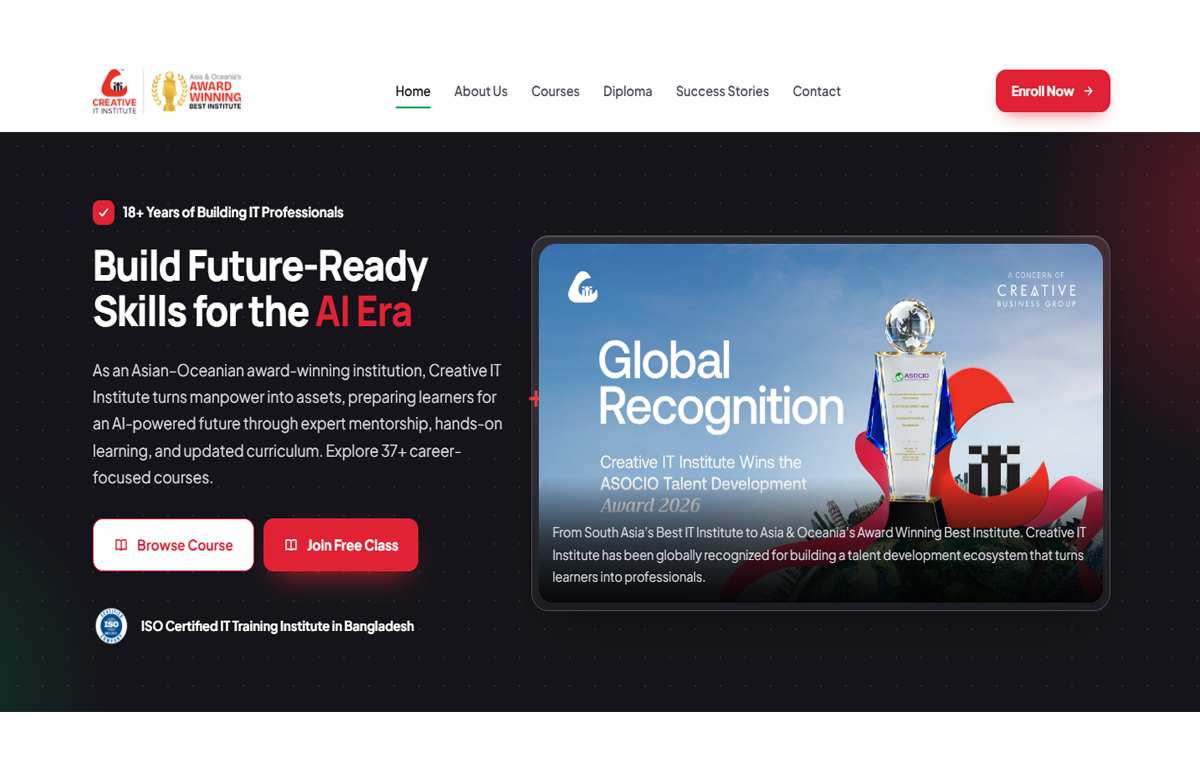 CREATIVE
IT INSTITUTE
Asia & Oceania's
AWARD
WINNING
BEST INSTITUTE
Home
About Us
Courses
Diploma
Success Stories
Contact
Enroll Now
18+ Years of Building IT Professionals
Build Future-Ready
Skills for the AI Era
As an Asian–Oceanian award-winning institution, Creative IT
Institute turns manpower into assets, preparing learners for
an AI-powered future through expert mentorship, hands-on
learning, and updated curriculum. Explore 37+ career-
focused courses.
Browse Course
Join Free Class
ISO
ISO Certified IT Training Institute in Bangladesh
iti
A CONCERN OF
CREATIVE
BUSINESS GROUP
Global
Recognition
Creative IT Institute Wins the
ASOCIO Talent Development
Award 2026
ASOCIO
iti
From South Asia's Best IT Institute to Asia & Oceania's Award Winning Best Institute. Creative IT
Institute has been globally recognized for building a talent development ecosystem that turns
learners into professionals.